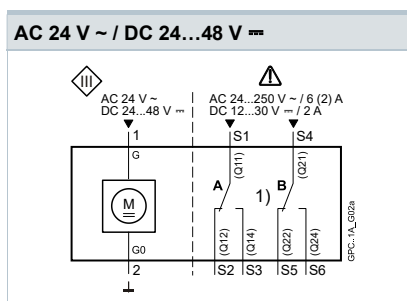 AC 24 V ~ / DC 24...48 V ⎓
III
AC 24 V ~
DC 24...48 V ⎓
AC 24...250 V ~ / 6 (2) A
DC 12...30 V ⎓ / 2 A
1
S1
S4
G
(Q11)
(Q21)
A
1)
B
M
G0
(Q12)
(Q14)
(Q22)
(Q24)
2
S2
S3
S5
S6
GPC..1A_G02a